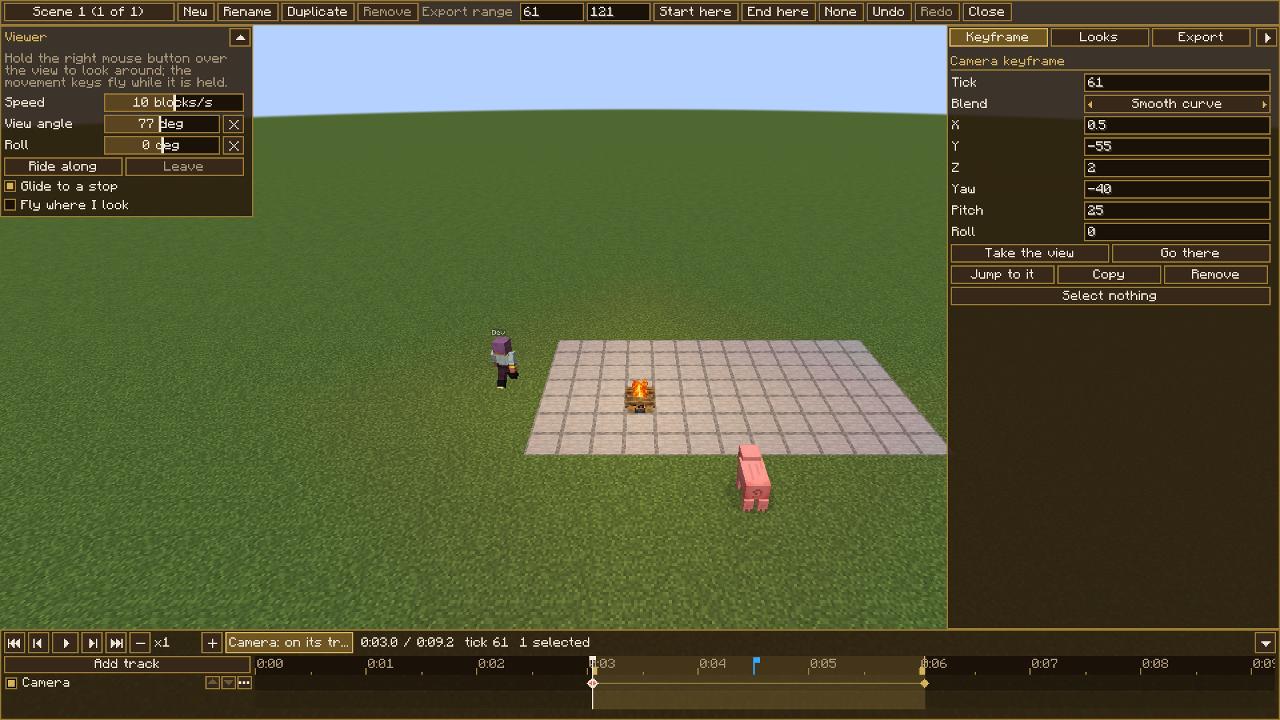 Scene 1 (1 of 1) New Rename Duplicate Remove Export range 61 121 Start here End here None Undo Redo Close
Viewer
Hold the right mouse button over
the view to look around; the
movement keys fly while it is held.
Speed 10 blocks/s
View angle 77 deg
Roll 0 deg
Ride along Leave
Glide to a stop
Fly where I look
Dev
Keyframe Looks Export
Camera keyframe
Tick 61
Blend Smooth curve
X 0.5
Y -55
Z 2
Yaw -40
Pitch 25
Roll 0
Take the view Go there
Jump to it Copy Remove
Select nothing
x1 Camera: on its tr... 0:03.0 / 0:09.2 tick 61 1 selected
Add track 0:00 0:01 0:02 0:03 0:04 0:05 0:06 0:07 0:08 0:09
Camera